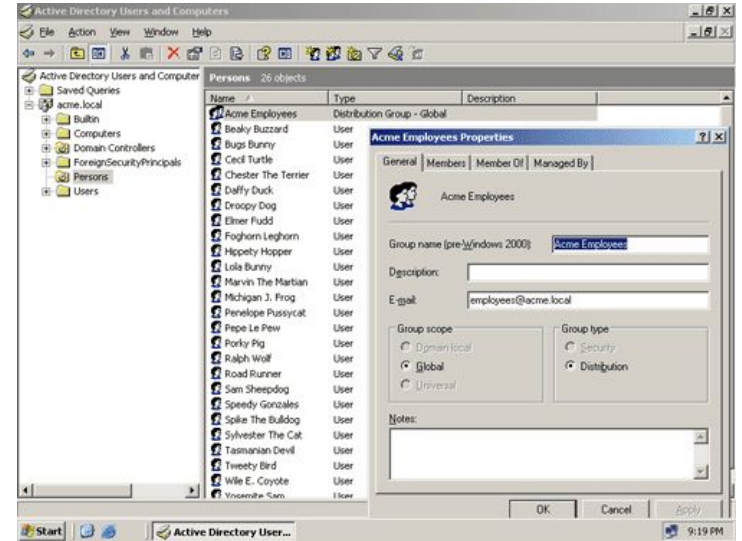 Active Directory Users and Computers
File Action View Window Help
Active Directory Users and Computer
Saved Queries
acme.local
Builtin
Computers
Domain Controllers
ForeignSecurityPrincipals
Persons
Users
Persons 26 objects
Name Type Description
Acme Employees Distribution Group - Global
Beaky Buzzard User
Bugs Bunny User
Cecil Turtle User
Chester The Terrier User
Daffy Duck User
Droopy Dog User
Elmer Fudd User
Foghorn Leghorn User
Hippety Hopper User
Lola Bunny User
Marvin The Martian User
Michigan J. Frog User
Penelope Pussycat User
Pepe Le Pew User
Porky Pig User
Ralph Wolf User
Road Runner User
Sam Sheepdog User
Speedy Gonzales User
Spike The Bulldog User
Sylvester The Cat User
Tasmanian Devil User
Tweety Bird User
Wile E. Coyote User
Yosemite Sam User
Acme Employees Properties
General Members Member Of Managed By
Acme Employees
Group name (pre-Windows 2000): Acme Employees
Description:
E-mail: employees@acme.local
Group scope
Domain local
Global
Universal
Group type
Security
Distribution
Notes:
OK Cancel Apply
Start Active Directory User... 9:19 PM